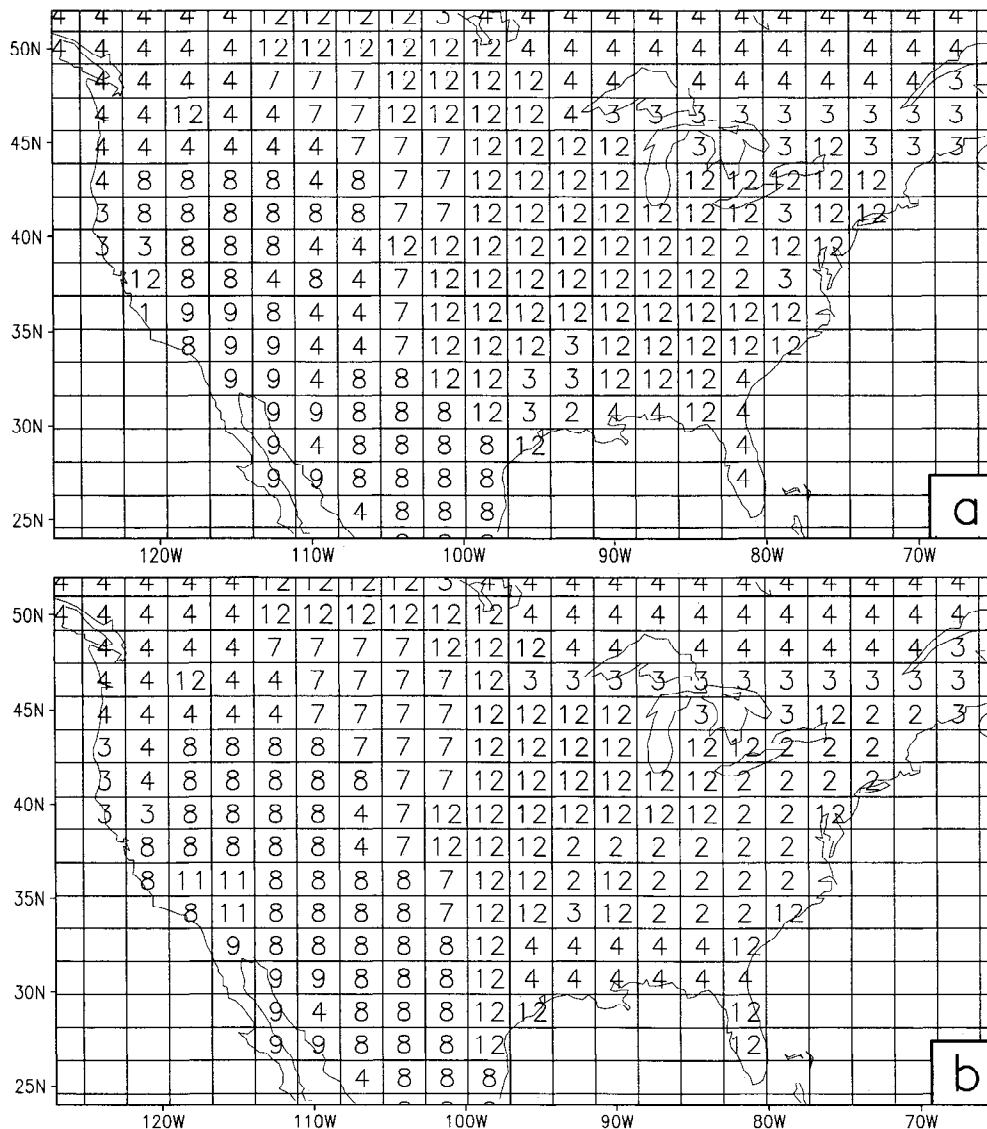 4 4 4 4 4 12 12 12 12 3 4 4 4 4 4 4 4 4 4 4 4 4
50N 4 4 4 4 4 12 12 12 12 12 12 4 4 4 4 4 4 4 4 4 4 4
4 4 4 4 7 7 7 12 12 12 12 4 4 4 4 4 4 4 4 3
4 4 12 4 4 7 7 12 12 12 12 4 3 3 3 3 3 3 3 3 3
45N 4 4 4 4 4 4 7 7 7 12 12 12 12 3 3 12 3 3 3
4 8 8 8 8 4 8 7 7 12 12 12 12 12 12 12 12 12
3 8 8 8 8 8 8 7 7 12 12 12 12 12 12 12 3 12 12
40N 3 3 8 8 8 4 4 12 12 12 12 12 12 12 12 2 12 12
12 8 8 4 8 4 7 12 12 12 12 12 12 12 2 3
1 9 9 8 4 4 7 12 12 12 12 12 12 12 12 12
35N
8 9 9 4 4 7 12 12 12 3 12 12 12 12 12
9 9 4 8 8 12 12 3 3 12 12 12 4
9 9 8 8 8 12 3 2 4 4 12 4
30N
9 4 8 8 8 8 12 4
9 9 8 8 8 8 4
4 8 8 8
25N
a
120W 110W 100W 90W 80W 70W
4 4 4 4 4 12 12 12 12 3 4 4 4 4 4 4 4 4 4 4 4 4
50N 4 4 4 4 4 12 12 12 12 12 12 4 4 4 4 4 4 4 4 4 4 4
4 4 4 4 7 7 7 7 12 12 12 4 4 4 4 4 4 4 4 3
4 4 12 4 4 7 7 7 7 12 3 3 3 3 3 3 3 3 3 3 3
45N 4 4 4 4 4 7 7 7 7 12 12 12 12 3 3 12 2 2 3
3 4 8 8 8 8 7 7 7 12 12 12 12 12 2 2 2 2
3 4 8 8 8 8 8 7 7 12 12 12 12 12 12 2 2 2 2
40N 3 3 8 8 8 8 4 7 12 12 12 12 12 12 12 2 2 12
8 8 8 8 8 4 7 12 12 12 2 2 2 2 2 2
8 11 11 8 8 8 8 7 12 12 2 12 2 2 2 2
35N
8 11 8 8 8 8 7 12 12 3 12 2 2 2 12
9 8 8 8 8 8 12 4 4 4 4 4 12
9 9 8 8 8 12 4 4 4 4 4 4
30N
9 4 8 8 8 12 12 12
9 9 8 8 8 12 12
4 8 8 8
25N
b
120W 110W 100W 90W 80W 70W